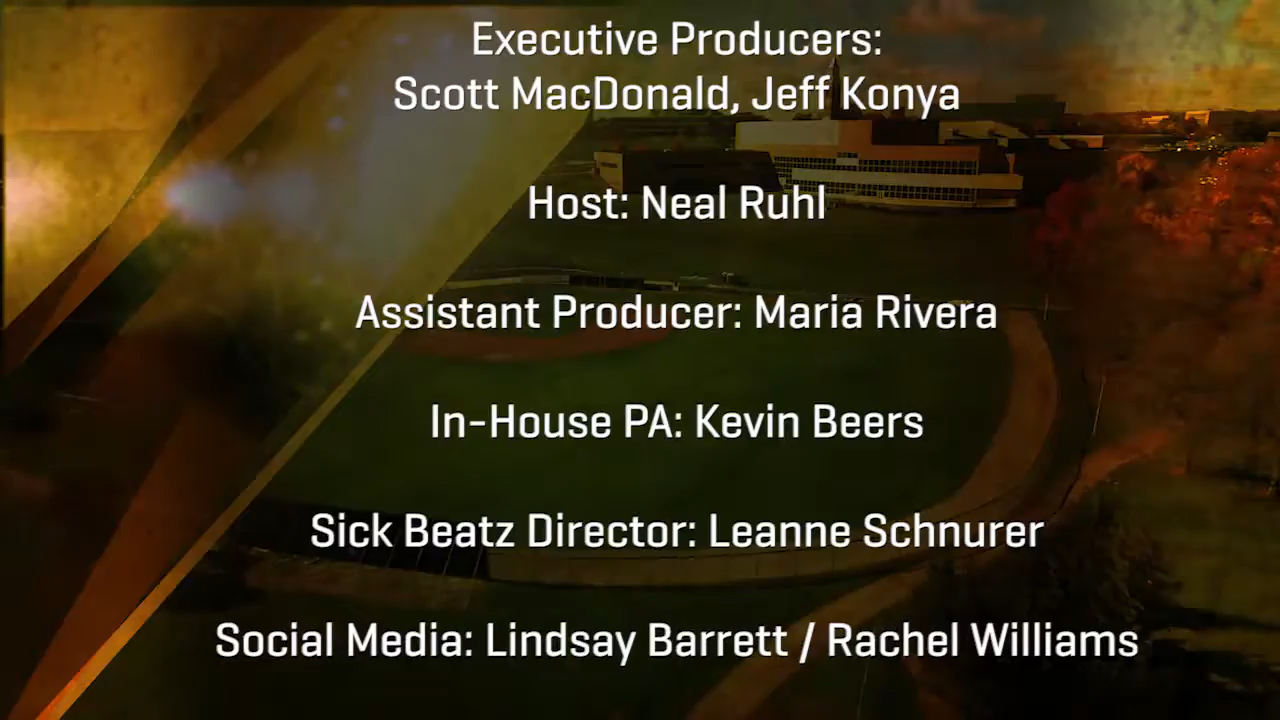 Executive Producers:
Scott MacDonald, Jeff Konya
Host: Neal Ruhl
Assistant Producer: Maria Rivera
In-House PA: Kevin Beers
Sick Beatz Director: Leanne Schnurer
Social Media: Lindsay Barrett / Rachel Williams